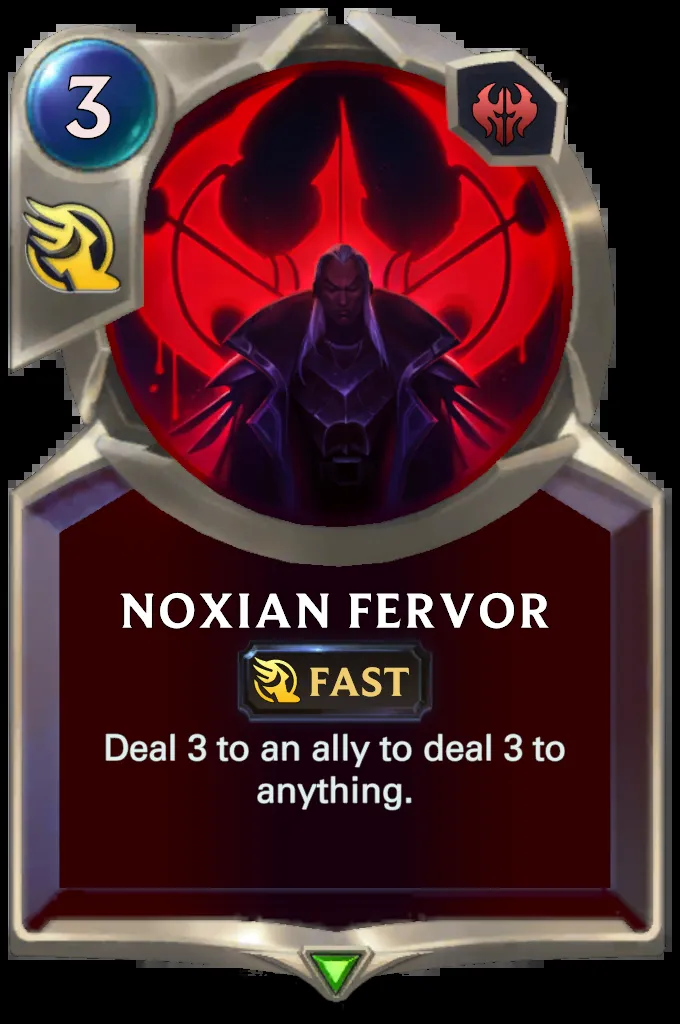 3
NOXIAN FERVOR
FAST
Deal 3 to an ally to deal 3 to
anything.